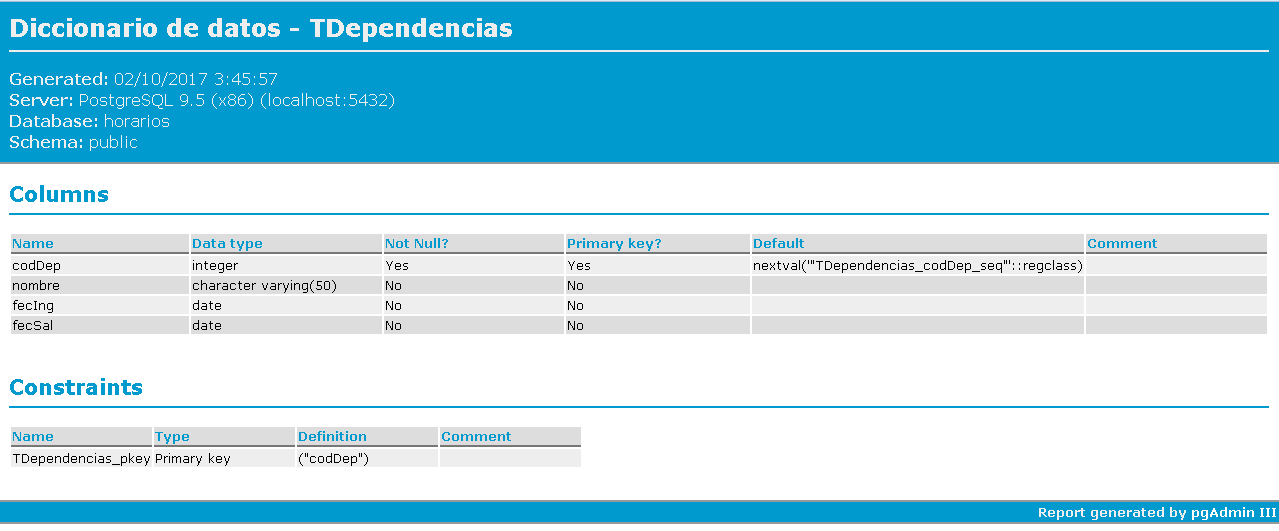 Diccionario de datos - TDependencias
Generated: 02/10/2017 3:45:57
Server: PostgreSQL 9.5 (x86) (localhost:5432)
Database: horarios
Schema: public
Columns
Name Data type Not Null? Primary key? Default Comment
codDep integer Yes Yes nextval('"TDependencias_codDep_seq"'::regclass)
nombre character varying(50) No No
fecIng date No No
fecSal date No No
Constraints
Name Type Definition Comment
TDependencias_pkey Primary key ("codDep")
Report generated by pgAdmin III